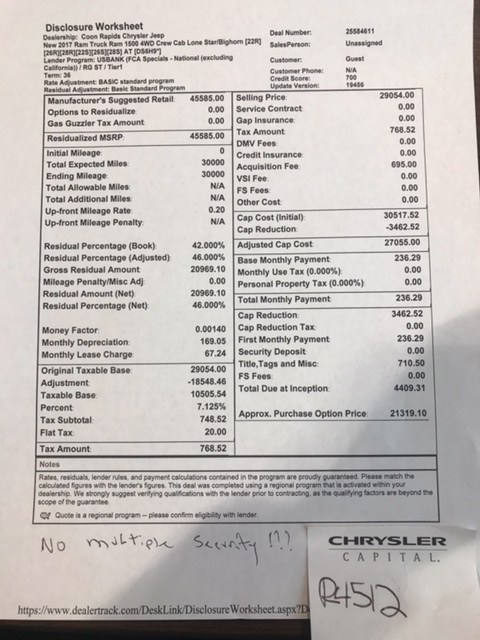 Disclosure Worksheet
Dealership: Coon Rapids Chrysler Jeep
New 2017 Ram Truck Ram 1500 4WD Crew Cab Lone Star/Bighorn [22R]
[26R][28R][22S][26S][28S] AT [DS6H9*]
Lender Program: USBANK (FCA Specials - National (excluding
California)) / RG ST / Tier1
Term: 36
Rate Adjustment: BASIC standard program
Residual Adjustment: Basic Standard Program
Deal Number: 25584611
SalesPerson: Unassigned
Customer: Guest
Customer Phone: N/A
Credit Score: 700
Update Version: 19456
Manufacturer's Suggested Retail: 45585.00
Options to Residualize: 0.00
Gas Guzzler Tax Amount: 0.00
Residualized MSRP: 45585.00
Initial Mileage: 0
Total Expected Miles: 30000
Ending Mileage: 30000
Total Allowable Miles: N/A
Total Additional Miles: N/A
Up-front Mileage Rate: 0.20
Up-front Mileage Penalty: N/A
Residual Percentage (Book): 42.000%
Residual Percentage (Adjusted): 46.000%
Gross Residual Amount: 20969.10
Mileage Penalty/Misc Adj: 0.00
Residual Amount (Net): 20969.10
Residual Percentage (Net): 46.000%
Money Factor: 0.00140
Monthly Depreciation: 169.05
Monthly Lease Charge: 67.24
Original Taxable Base: 29054.00
Adjustment: -18548.46
Taxable Base: 10505.54
Percent: 7.125%
Tax Subtotal: 748.52
Flat Tax: 20.00
Tax Amount: 768.52
Selling Price: 29054.00
Service Contract: 0.00
Gap Insurance: 0.00
Tax Amount: 768.52
DMV Fees: 0.00
Credit Insurance: 0.00
Acquisition Fee: 695.00
VSI Fee: 0.00
FS Fees: 0.00
Other Cost: 0.00
Cap Cost (Initial): 30517.52
Cap Reduction: -3462.52
Adjusted Cap Cost: 27055.00
Base Monthly Payment: 236.29
Monthly Use Tax (0.000%): 0.00
Personal Property Tax (0.000%): 0.00
Total Monthly Payment: 236.29
Cap Reduction: 3462.52
Cap Reduction Tax: 0.00
First Monthly Payment: 236.29
Security Deposit: 0.00
Title,Tags and Misc: 710.50
FS Fees: 0.00
Total Due at Inception: 4409.31
Approx. Purchase Option Price: 21319.10
Notes
Rates, residuals, lender rules, and payment calculations contained in the program are proudly guaranteed. Please match the
calculated figures with the lender's figures. This deal was completed using a regional program that is activated within your
dealership. We strongly suggest verifying qualifications with the lender prior to contracting, as the qualifying factors are beyond the
scope of the guarantee.
Quote is a regional program -- please confirm eligibility with lender.
No multiple Security !!!
CHRYSLER
CAPITAL.
R4512
https://www.dealertrack.com/DeskLink/DisclosureWorksheet.aspx?D